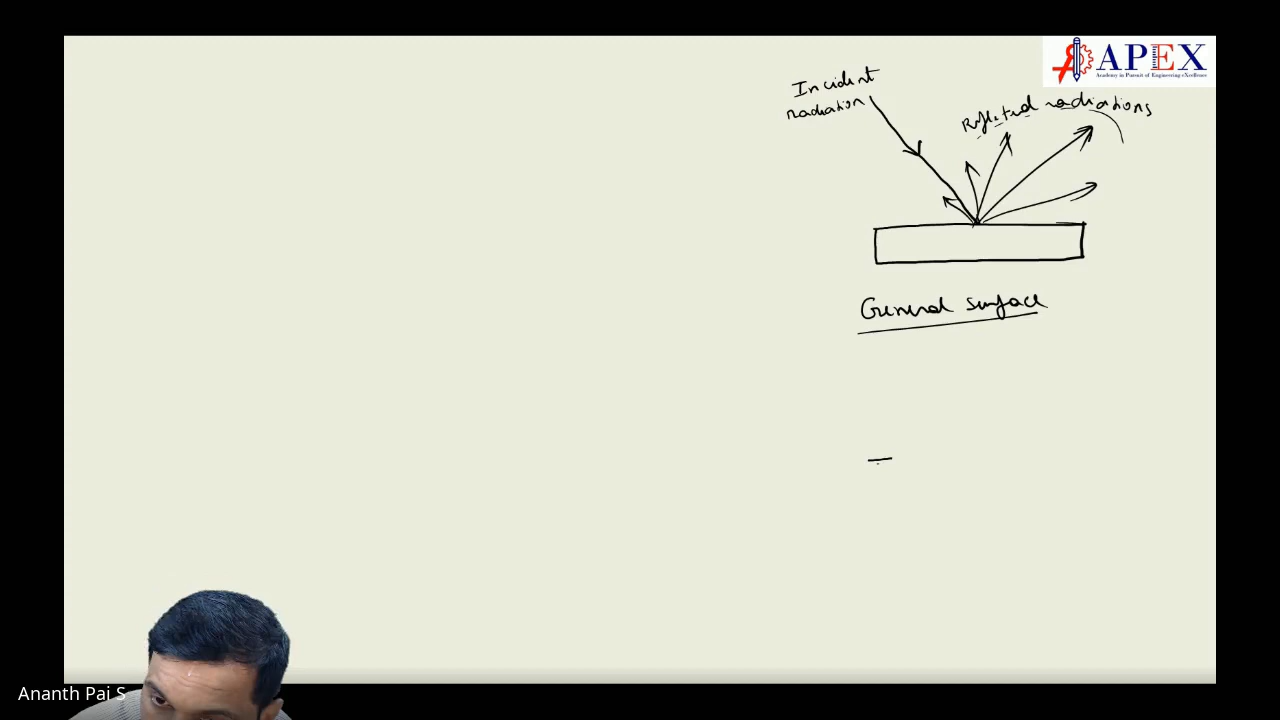 APEX
Academy in Pursuit of Engineering eXcellence
Incident
radiation
Reflected radiations
General surface
Ananth Pai S